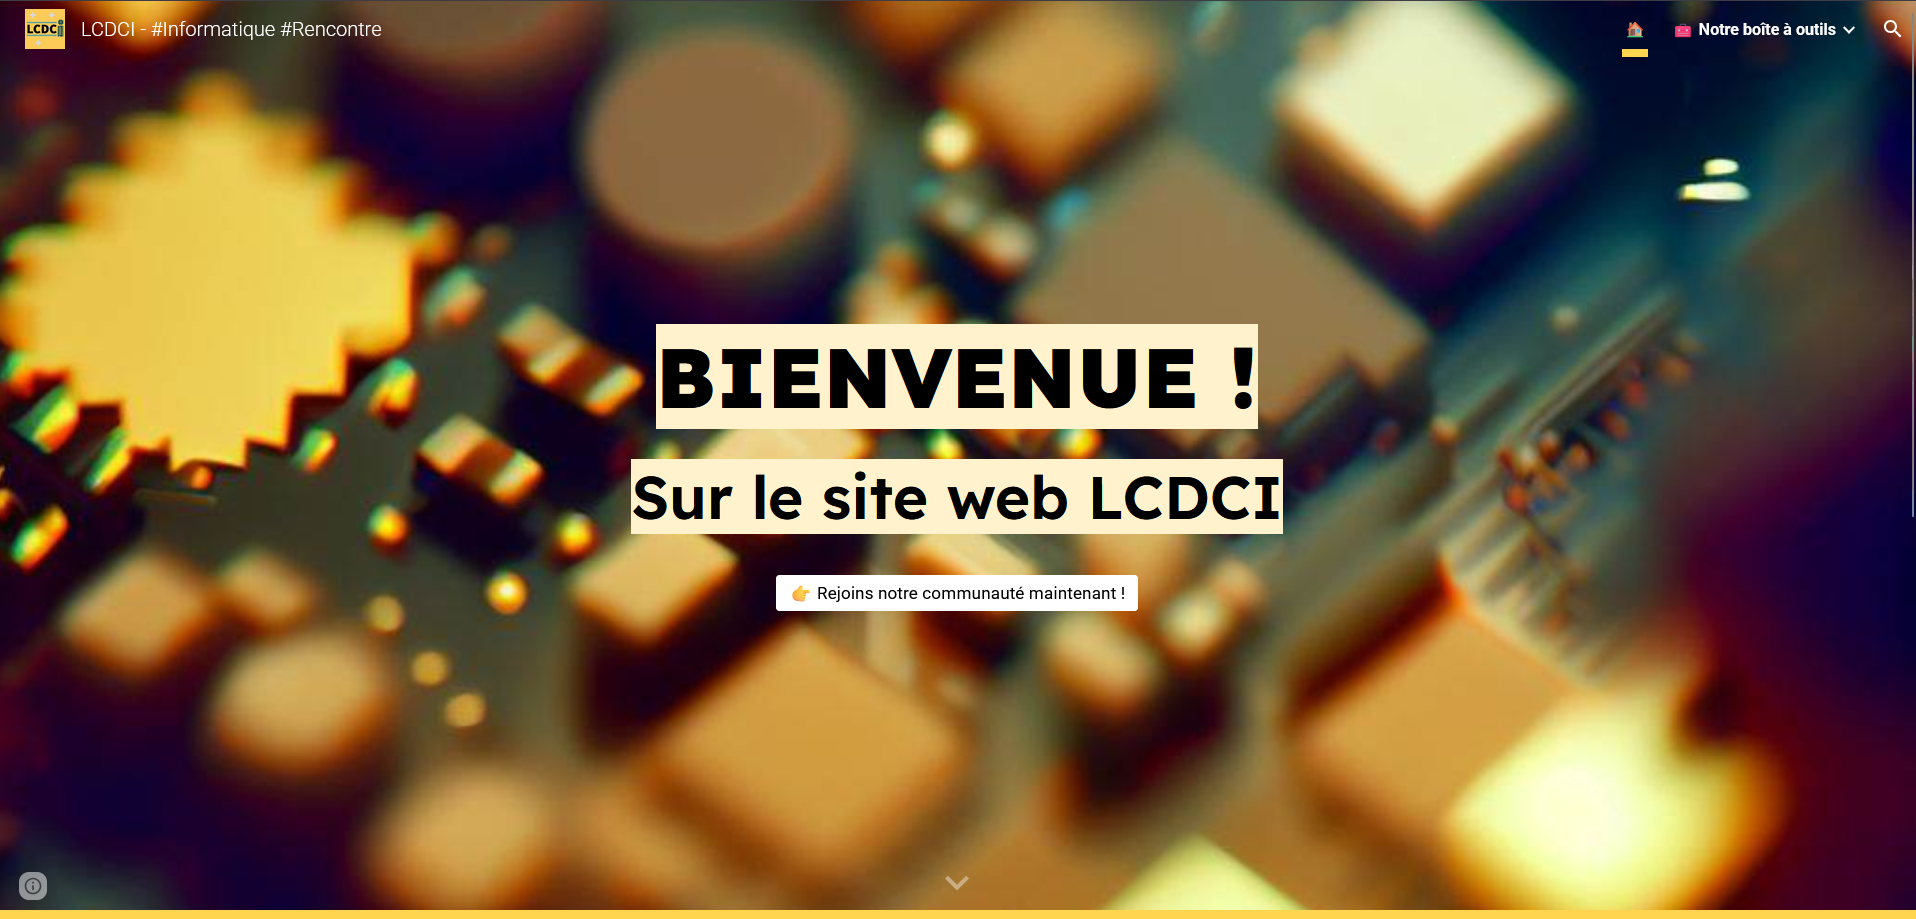 LCDCi
LCDCI - #Informatique #Rencontre
🏠
🧰 Notre boîte à outils
BIENVENUE !
Sur le site web LCDCI
👉 Rejoins notre communauté maintenant !